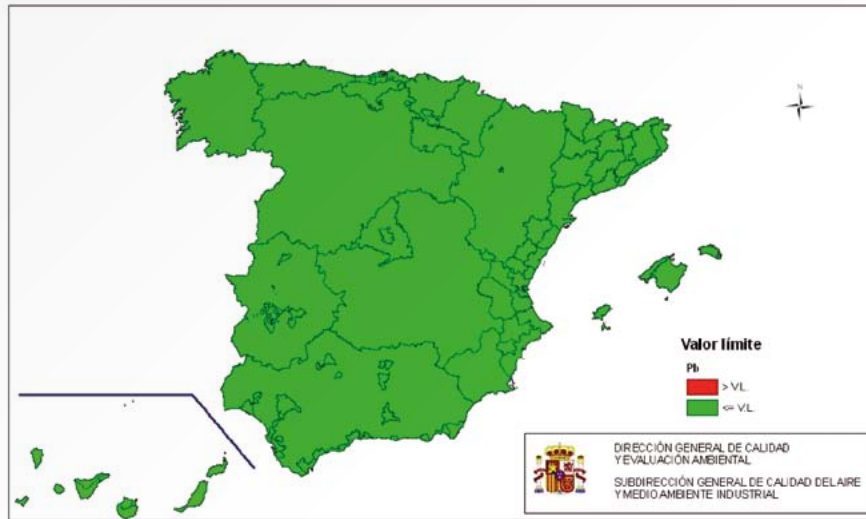 N
Valor límite
Pb
> V.L.
<= V.L.
DIRECCIÓN GENERAL DE CALIDAD
Y EVALUACIÓN AMBIENTAL
SUBDIRECCIÓN GENERAL DE CALIDAD DEL AIRE
Y MEDIO AMBIENTE INDUSTRIAL